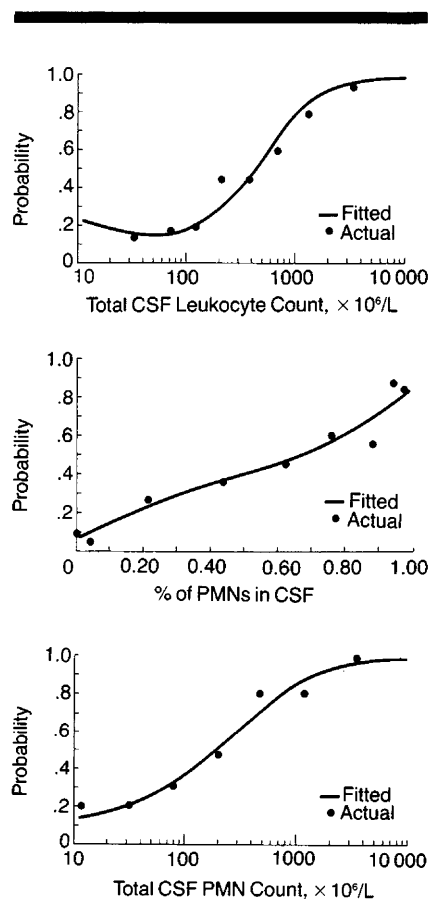 Probability
1.0
.8
.6
.4
.2
0
Fitted
Actual
10 100 1000 10 000
Total CSF Leukocyte Count, × 10⁶/L
Probability
1.0
.8
.6
.4
.2
Fitted
Actual
0 0.20 0.40 0.60 0.80 1.00
% of PMNs in CSF
Probability
1.0
.8
.6
.4
.2
0
Fitted
Actual
10 100 1000 10 000
Total CSF PMN Count, × 10⁶/L